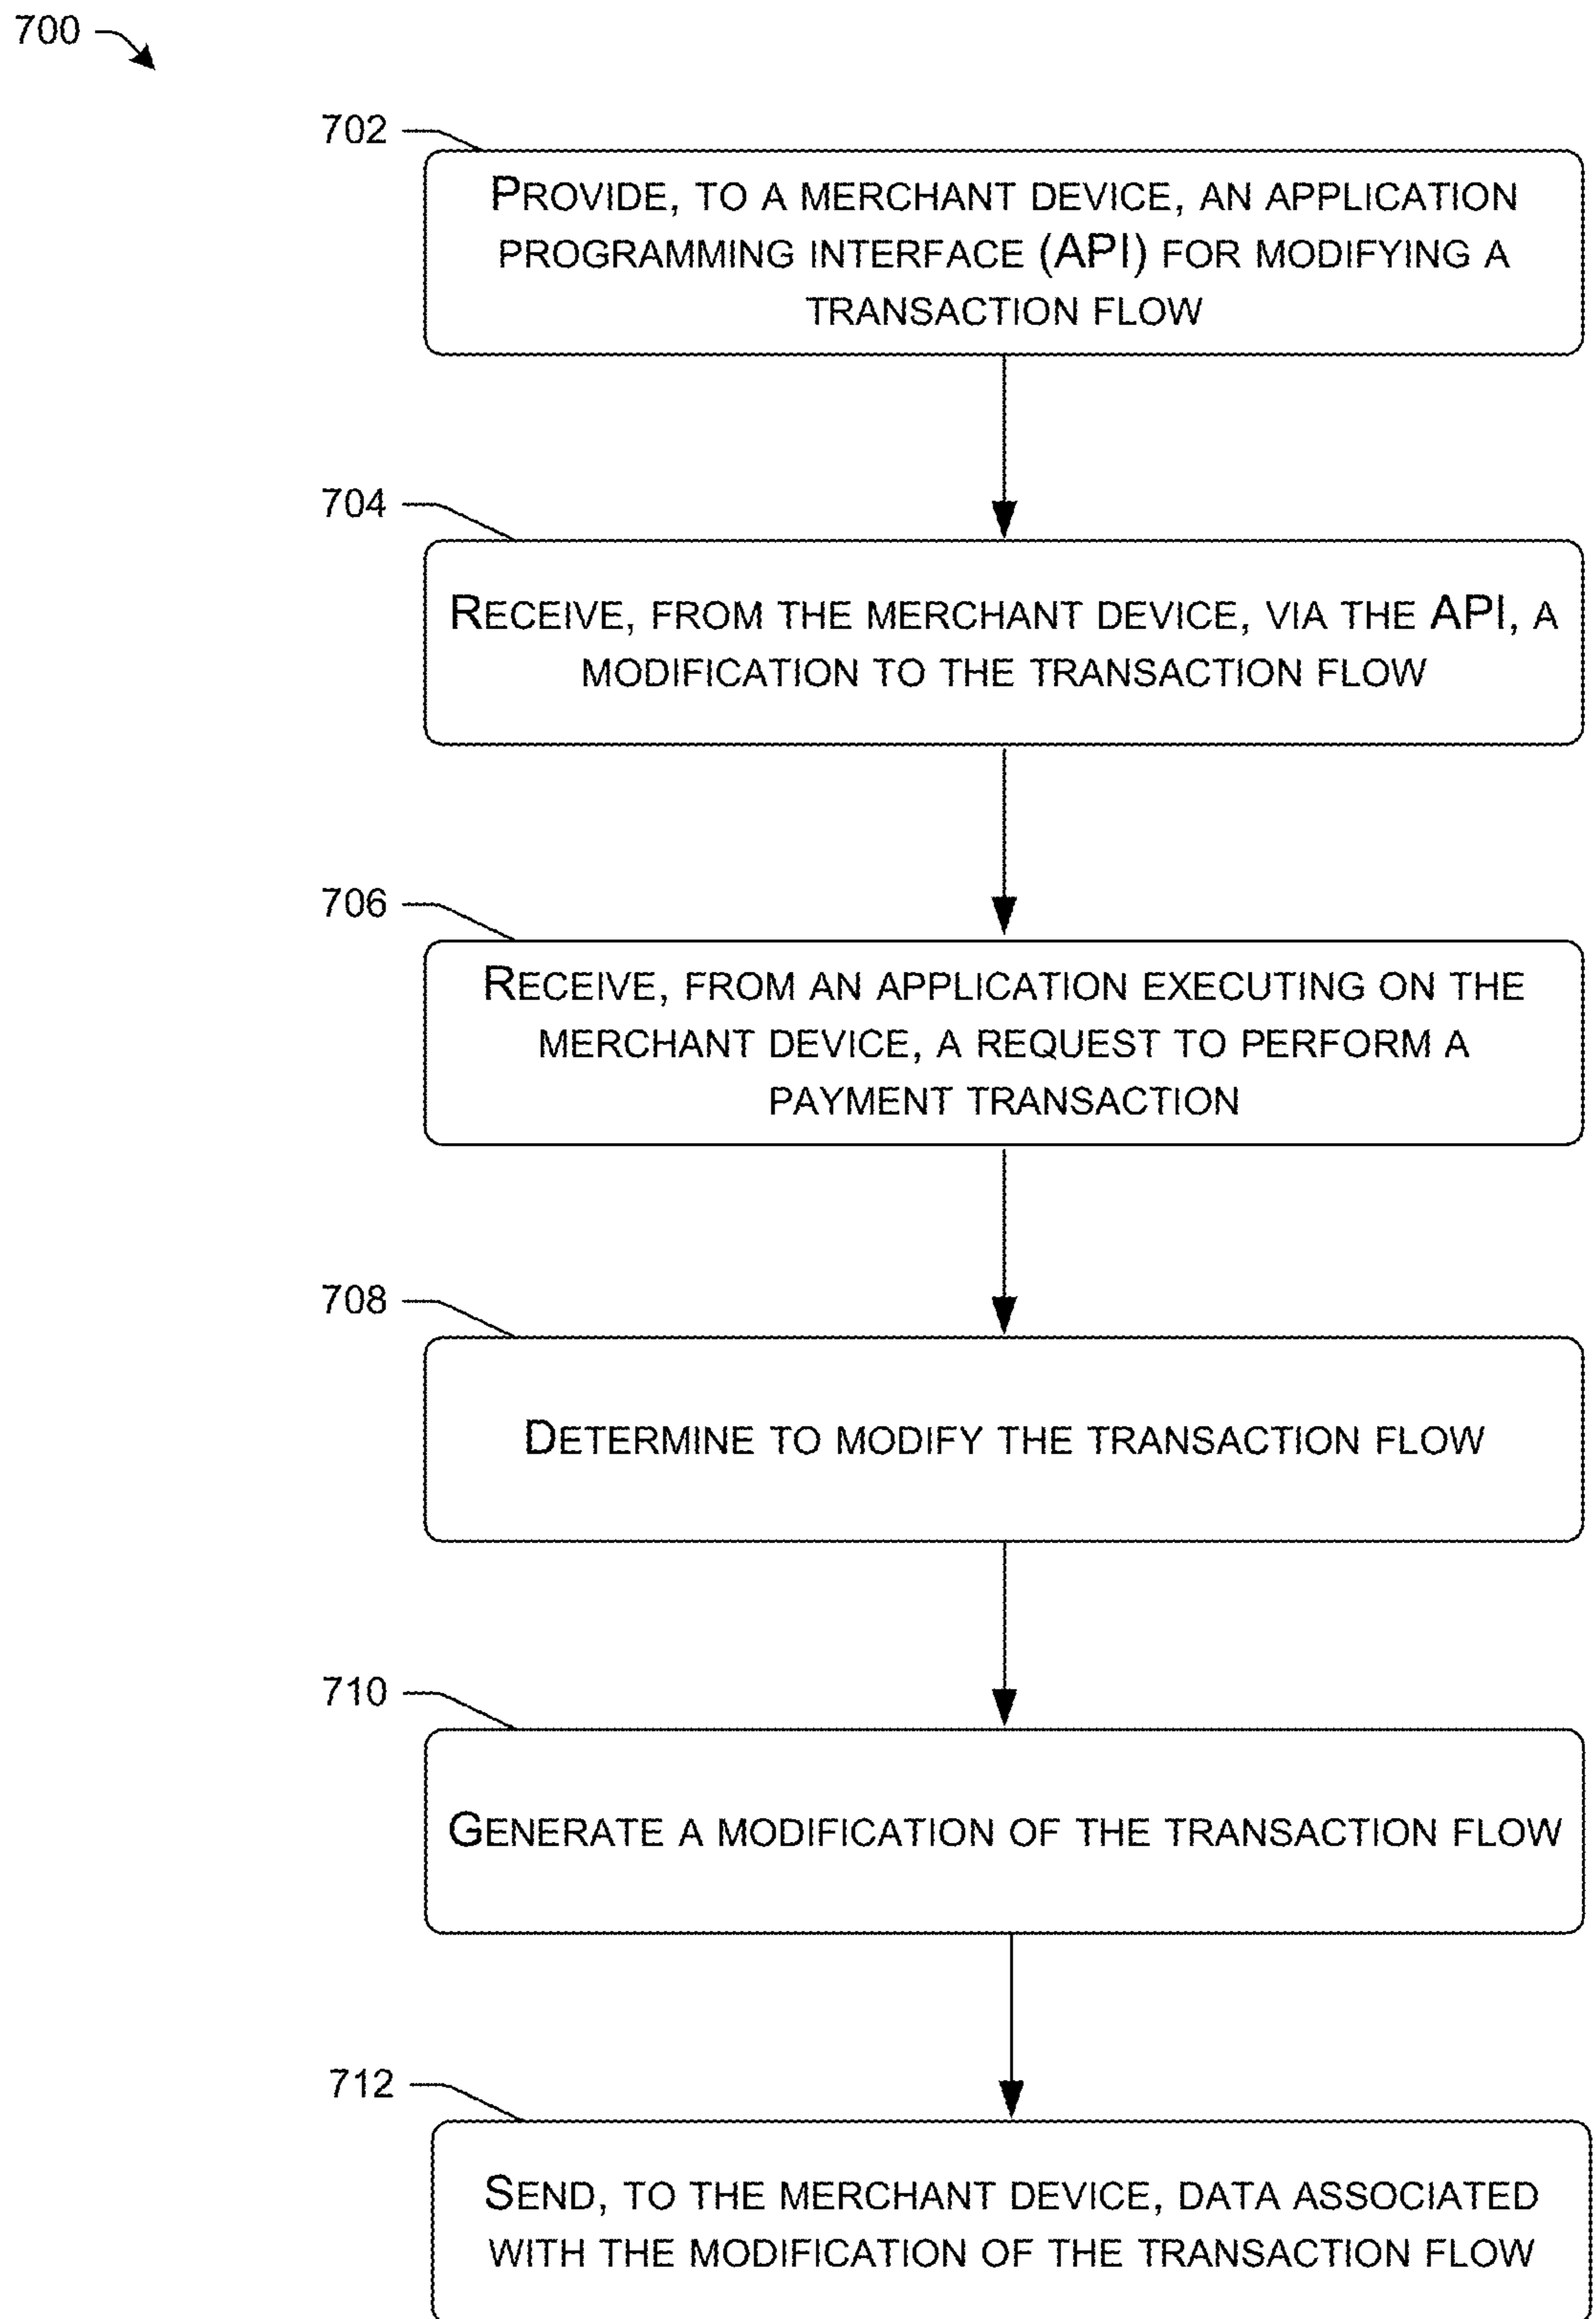 700
702
PROVIDE, TO A MERCHANT DEVICE, AN APPLICATION
PROGRAMMING INTERFACE (API) FOR MODIFYING A
TRANSACTION FLOW
704
RECEIVE, FROM THE MERCHANT DEVICE, VIA THE API, A
MODIFICATION TO THE TRANSACTION FLOW
706
RECEIVE, FROM AN APPLICATION EXECUTING ON THE
MERCHANT DEVICE, A REQUEST TO PERFORM A
PAYMENT TRANSACTION
708
DETERMINE TO MODIFY THE TRANSACTION FLOW
710
GENERATE A MODIFICATION OF THE TRANSACTION FLOW
712
SEND, TO THE MERCHANT DEVICE, DATA ASSOCIATED
WITH THE MODIFICATION OF THE TRANSACTION FLOW